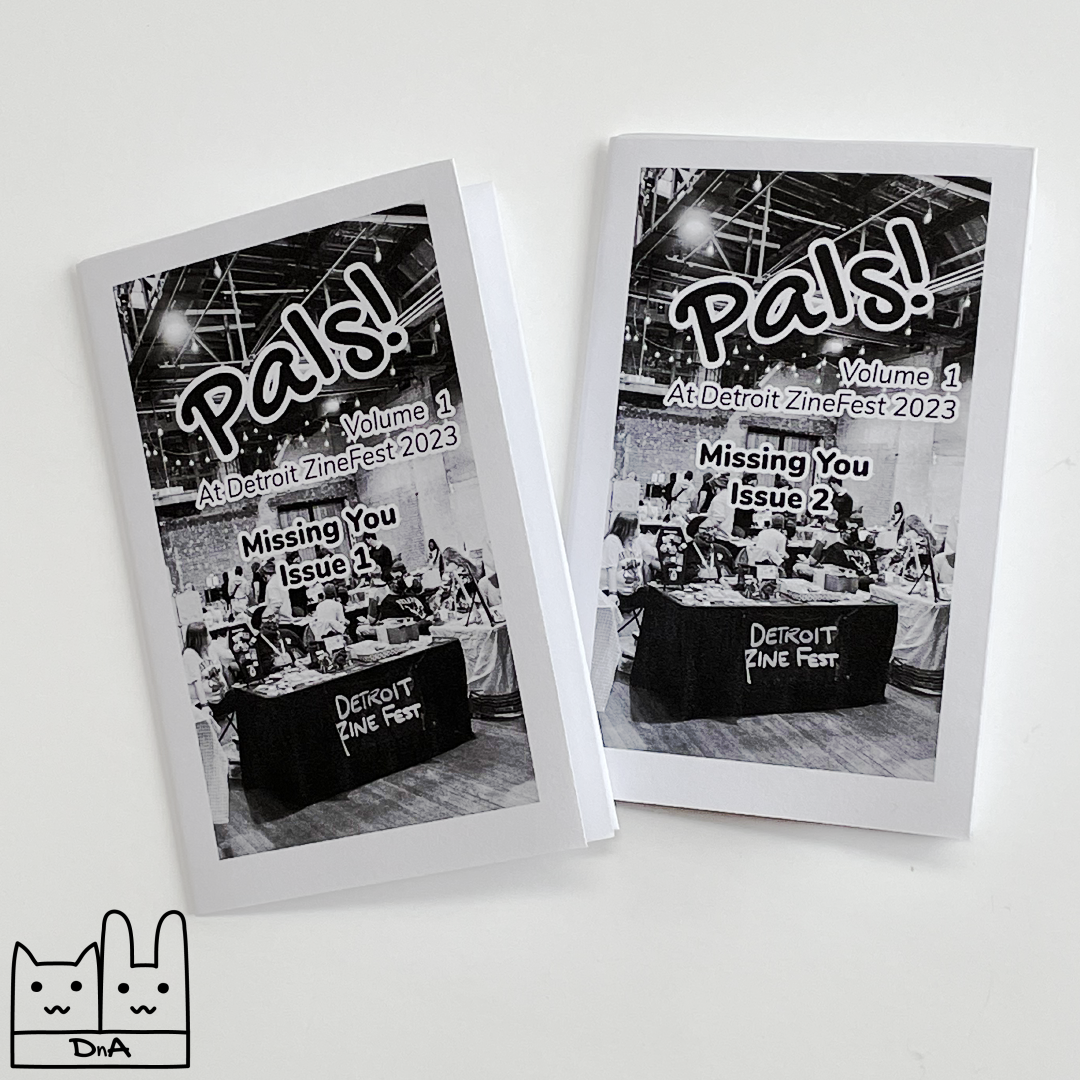 Pals!
Volume 1
At Detroit ZineFest 2023
Missing You
Issue 1
DETROIT
ZINE FEST
Pals!
Volume 1
At Detroit ZineFest 2023
Missing You
Issue 2
DETROIT
ZINE FEST
DnA